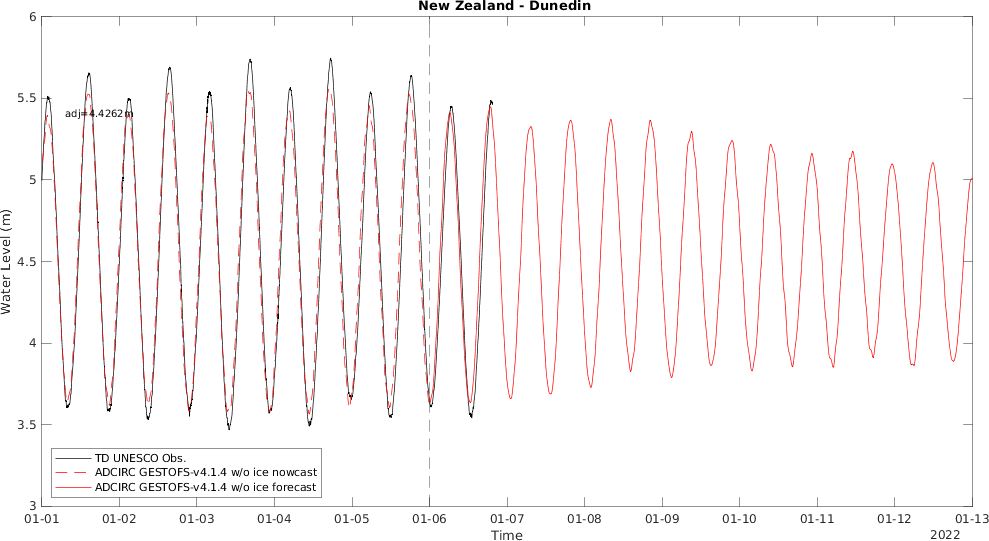 New Zealand - Dunedin
6
5.5
adj=4.4262m
5
Water Level (m)
4.5
4
3.5
TD UNESCO Obs.
ADCIRC GESTOFS-v4.1.4 w/o ice nowcast
ADCIRC GESTOFS-v4.1.4 w/o ice forecast
3
01-01 01-02 01-03 01-04 01-05 01-06 01-07 01-08 01-09 01-10 01-11 01-12 01-13
Time
2022